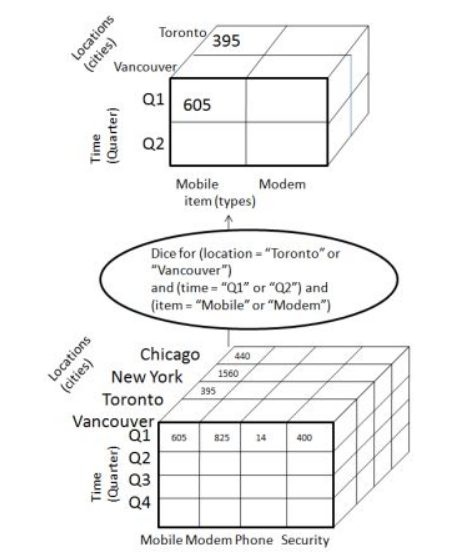 Locations
(cities)
Toronto 395
Vancouver
Time
(Quarter)
Q1 605
Q2
Mobile Modem
item (types)
Dice for (location = "Toronto" or
"Vancouver")
and (time = "Q1" or "Q2") and
(item = "Mobile" or "Modem")
Locations
(cities)
Chicago 440
New York 1560
Toronto 395
Vancouver
Time
(Quarter)
Q1 605 825 14 400
Q2
Q3
Q4
Mobile Modem Phone Security